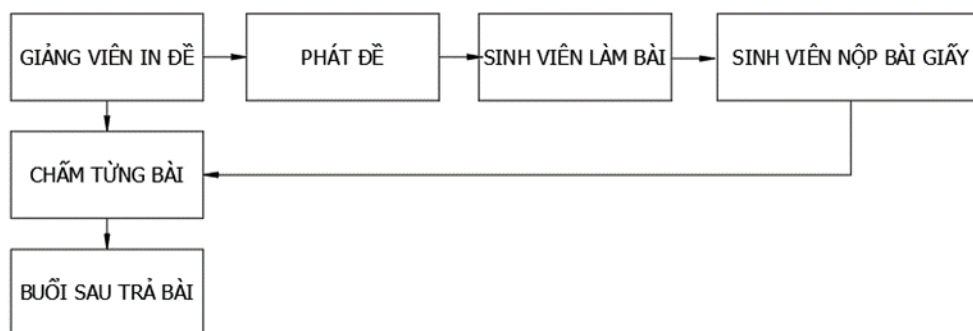 GIẢNG VIÊN IN ĐỀ
PHÁT ĐỀ
SINH VIÊN LÀM BÀI
SINH VIÊN NỘP BÀI GIẤY
CHẤM TỪNG BÀI
BUỔI SAU TRẢ BÀI